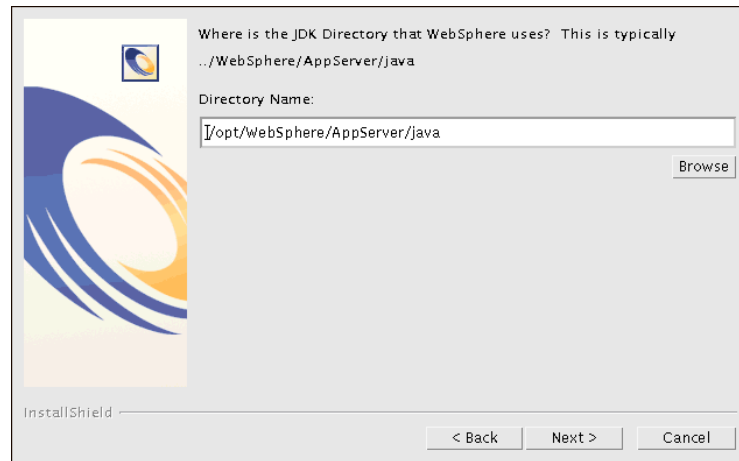 Where is the JDK Directory that WebSphere uses? This is typically
../WebSphere/AppServer/java
Directory Name:
/opt/WebSphere/AppServer/java
Browse
InstallShield
< Back
Next >
Cancel